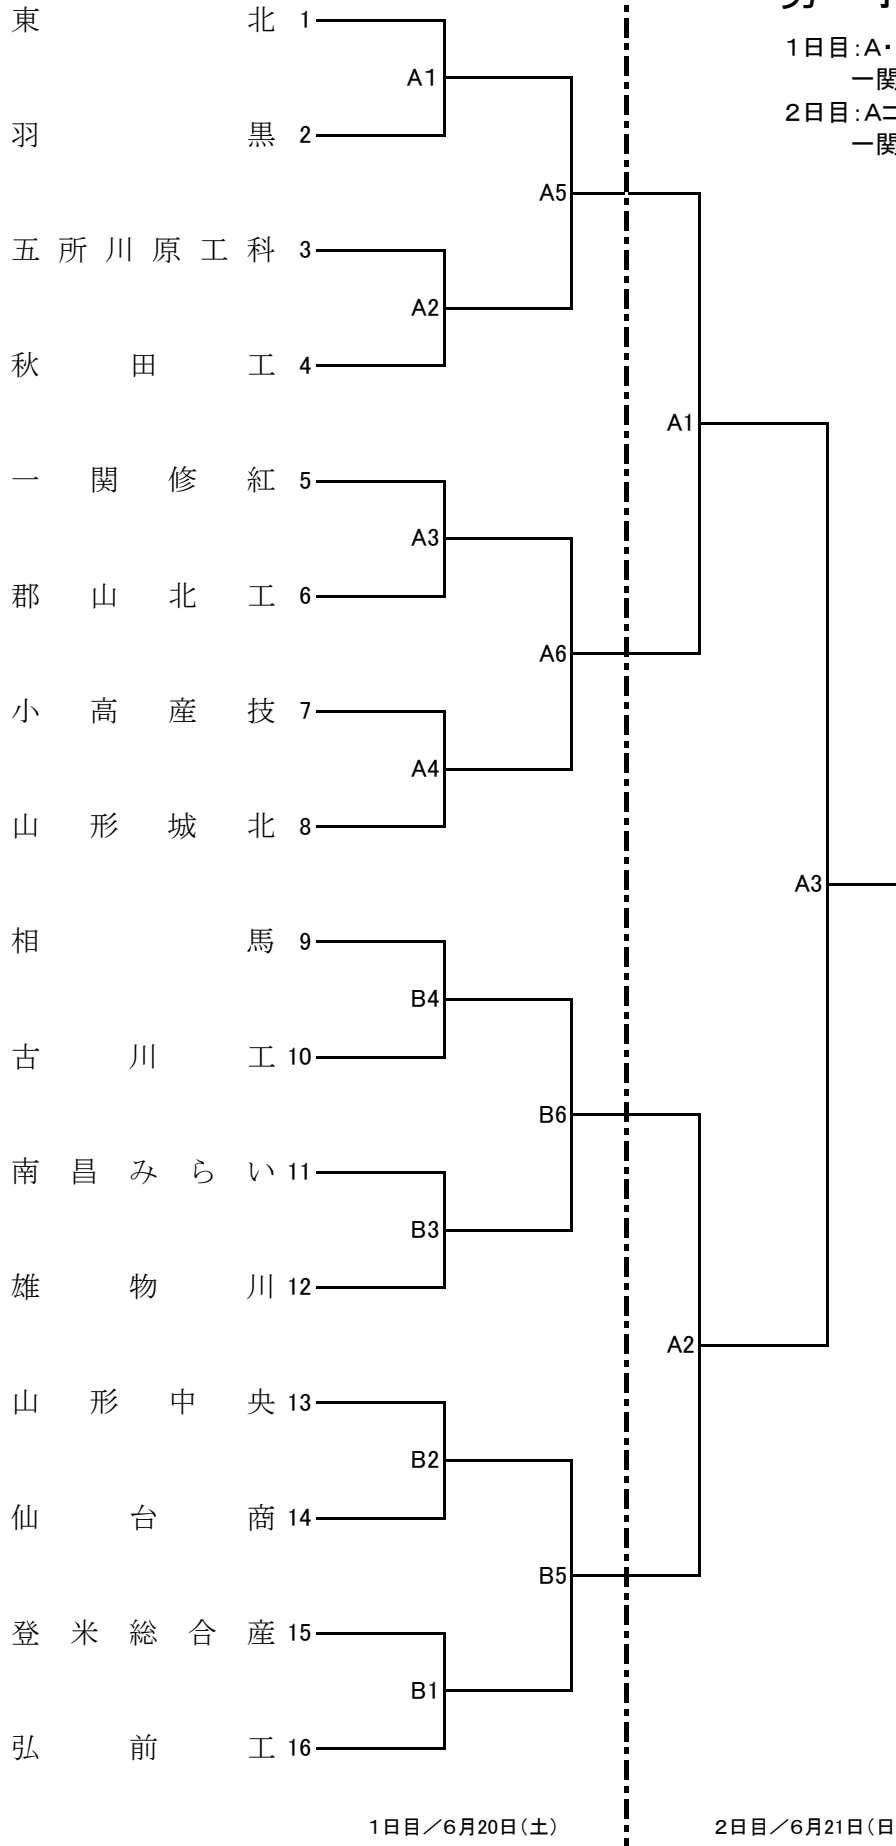 東北 1
A1
1日目：A・
一関
羽黒 2
2日目：Aコ
一関
A5
五所川原工科 3
A2
秋田工 4
A1
一関修紅 5
A3
郡山北工 6
A6
小高産技 7
A4
山形城北 8
A3
相馬 9
B4
古川工 10
B6
南昌みらい 11
B3
雄物川 12
A2
山形中央 13
B2
仙台商 14
B5
登米総合産 15
B1
弘前工 16
1日目／6月20日（土） 2日目／6月21日（日